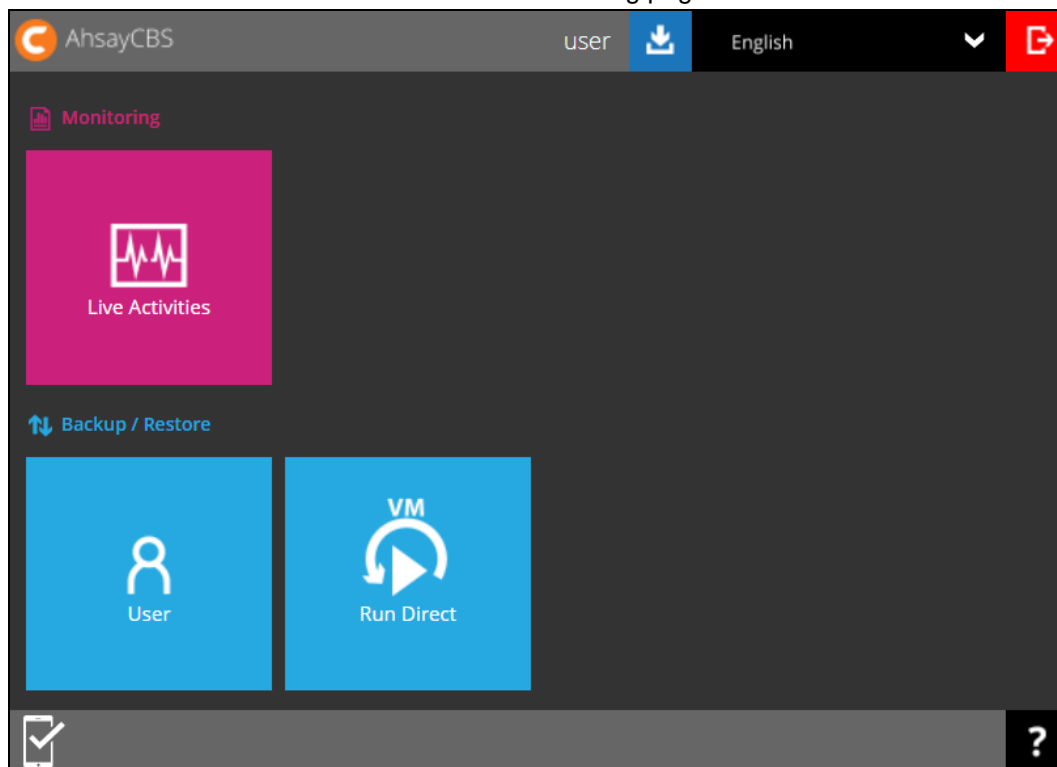 AhsayCBS
user
English
Monitoring
Live Activities
Backup / Restore
User
VM
Run Direct
?